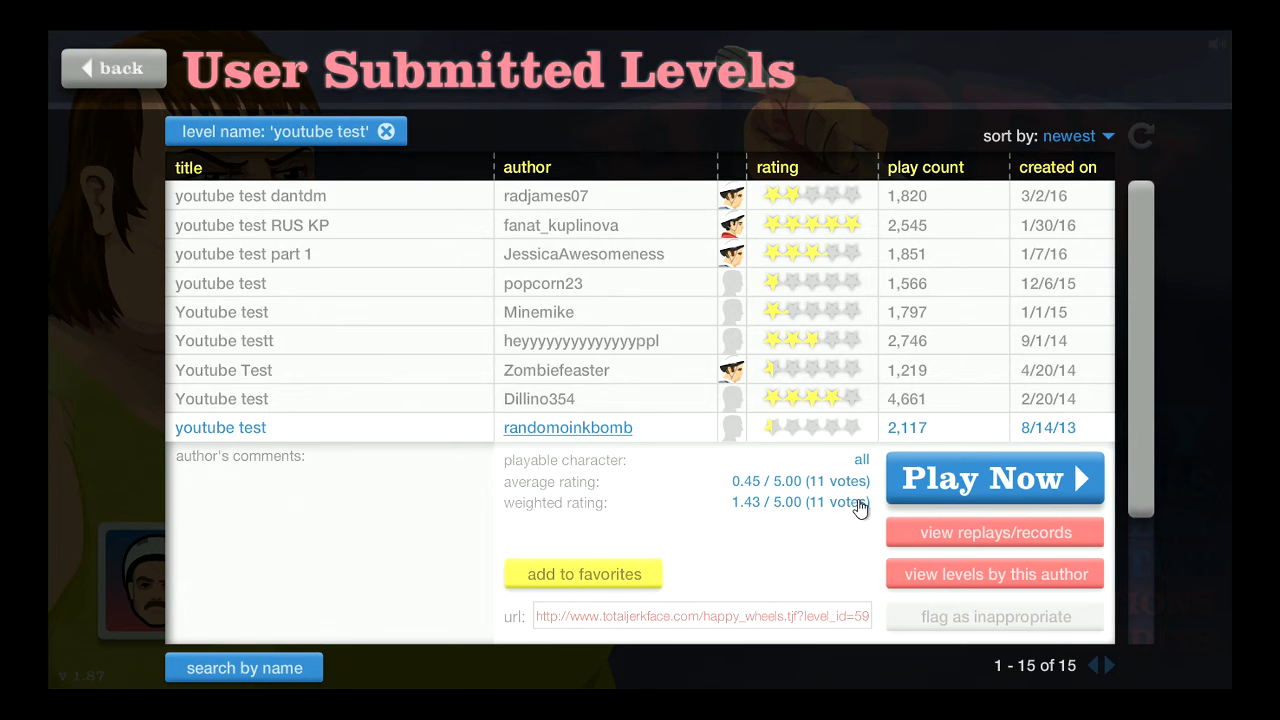 back User Submitted Levels
level name: 'youtube test' sort by: newest
title author rating play count created on
youtube test dantdm radjames07 1,820 3/2/16
youtube test RUS KP fanat_kuplinova 2,545 1/30/16
youtube test part 1 JessicaAwesomeness 1,851 1/7/16
youtube test popcorn23 1,566 12/6/15
Youtube test Minemike 1,797 1/1/15
Youtube testt heyyyyyyyyyyyyyppl 2,746 9/1/14
Youtube Test Zombiefeaster 1,219 4/20/14
Youtube test Dillino354 4,661 2/20/14
youtube test randomoinkbomb 2,117 8/14/13
author's comments: playable character: all
average rating: 0.45 / 5.00 (11 votes) Play Now
weighted rating: 1.43 / 5.00 (11 votes)
view replays/records
add to favorites view levels by this author
url: http://www.totaljerkface.com/happy_wheels.tjf?level_id=59 flag as inappropriate
search by name 1 - 15 of 15
v 1.87